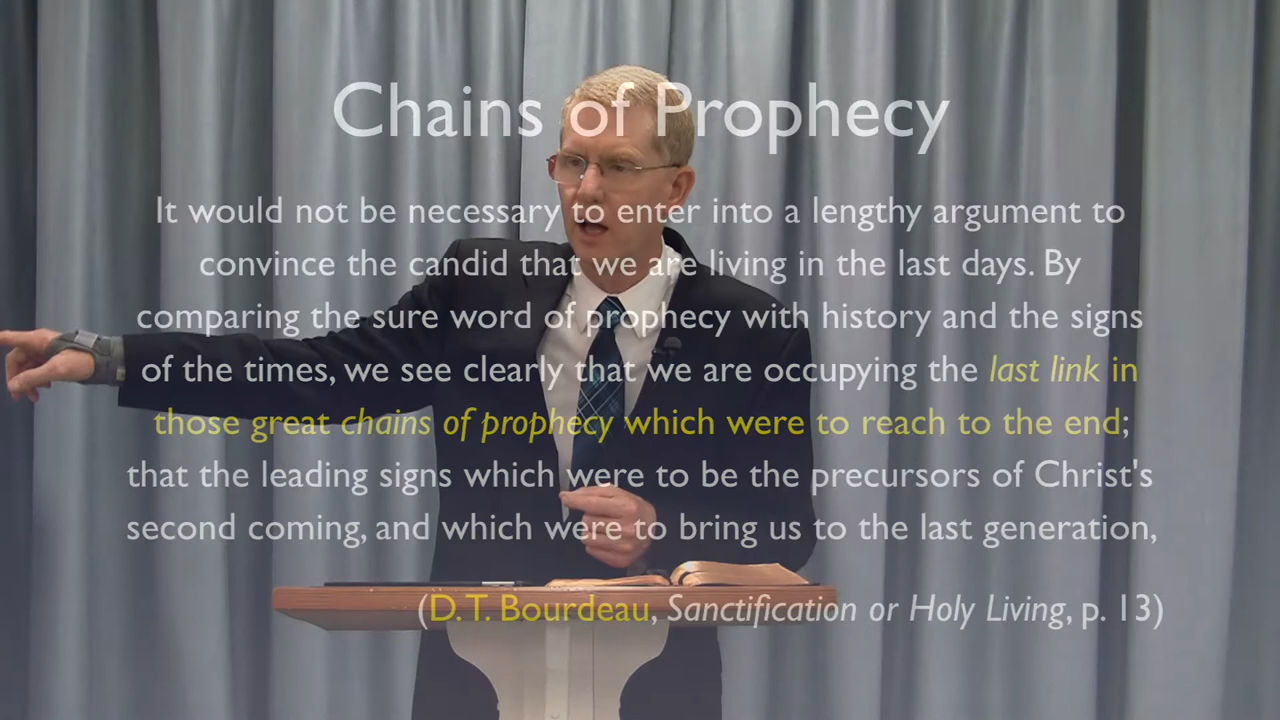 Chains of Prophecy
It would not be necessary to enter into a lengthy argument to
convince the candid that we are living in the last days. By
comparing the sure word of prophecy with history and the signs
of the times, we see clearly that we are occupying the last link in
those great chains of prophecy which were to reach to the end;
that the leading signs which were to be the precursors of Christ's
second coming, and which were to bring us to the last generation,
(D. T. Bourdeau, Sanctification or Holy Living, p. 13)